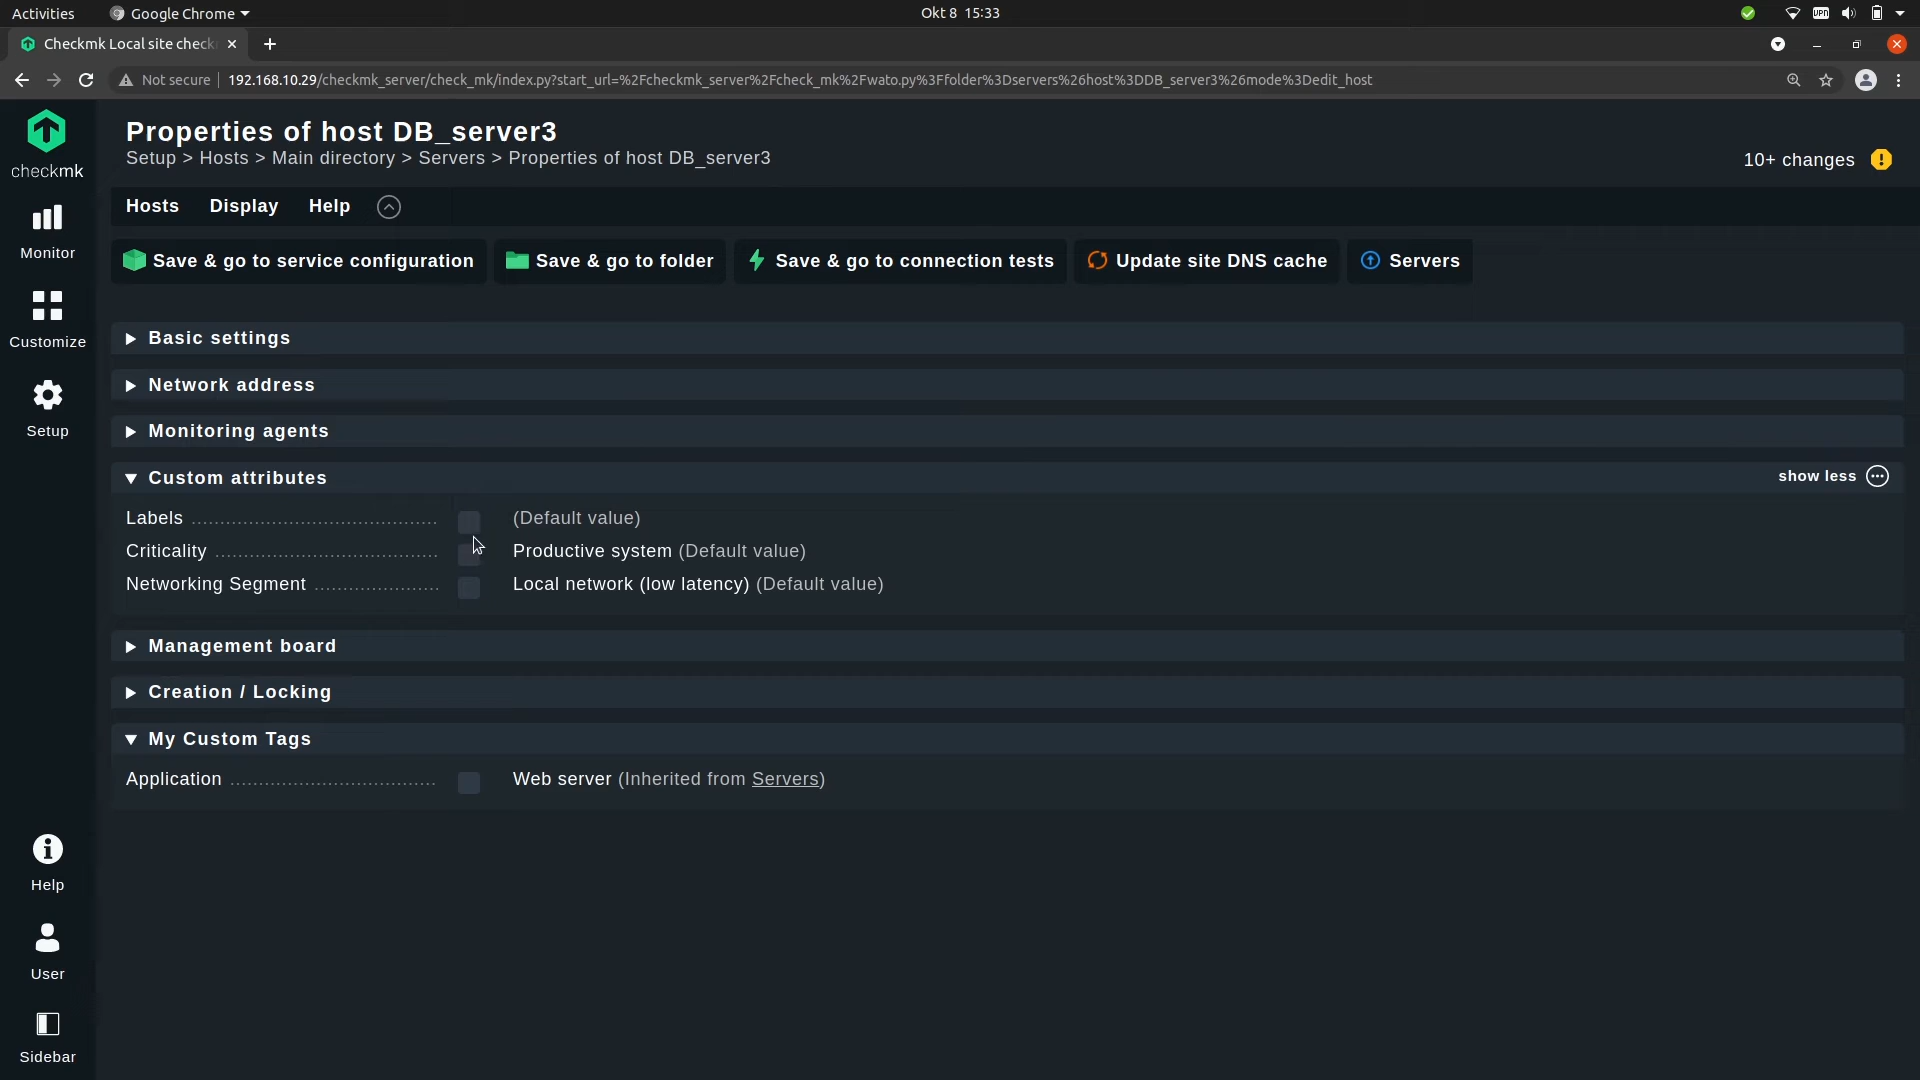 Activities Google Chrome Okt 8 15:33 VPN
Checkmk Local site check
Not secure 192.168.10.29/checkmk_server/check_mk/index.py?start_url=%2Fcheckmk_server%2Fcheck_mk%2Fwato.py%3Ffolder%3Dservers%26host%3DDB_server3%26mode%3Dedit_host
checkmk
Monitor
Customize
Setup
Help
User
Sidebar
Properties of host DB_server3
Setup > Hosts > Main directory > Servers > Properties of host DB_server3
10+ changes
Hosts Display Help
Save & go to service configuration Save & go to folder Save & go to connection tests Update site DNS cache Servers
Basic settings
Network address
Monitoring agents
Custom attributes show less
Labels (Default value)
Criticality Productive system (Default value)
Networking Segment Local network (low latency) (Default value)
Management board
Creation / Locking
My Custom Tags
Application Web server (Inherited from Servers)